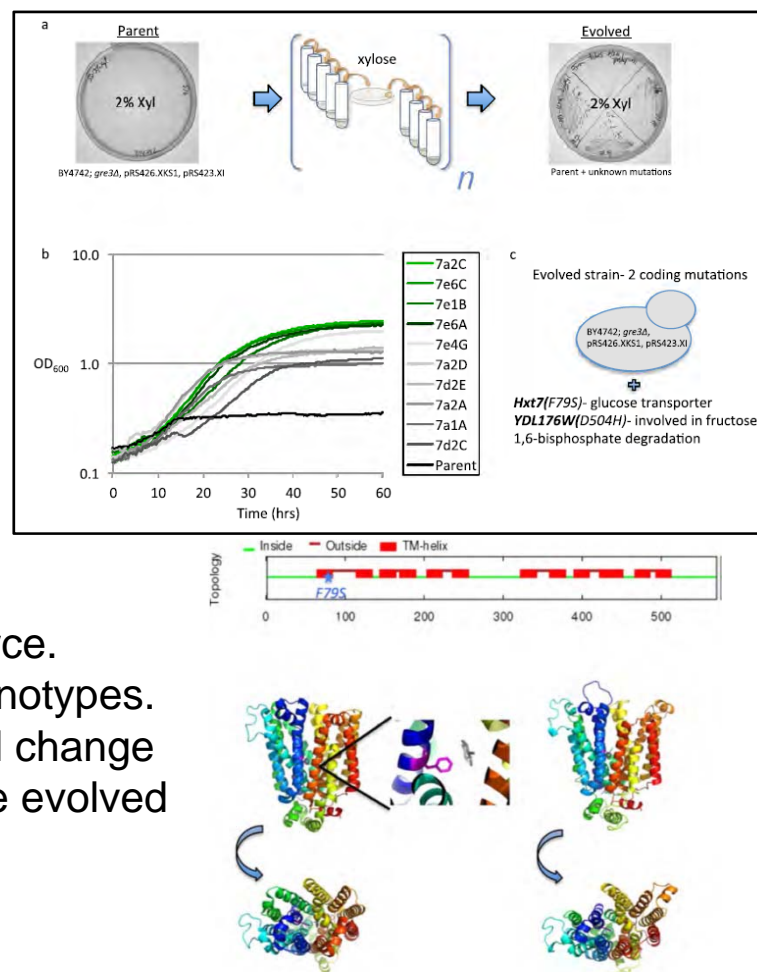 a
Parent
2% Xyl
BY4742; gre3Δ, pRS426.XKS1, pRS423.XI
xylose
n
Evolved
2% Xyl
Parent + unknown mutations
b
10.0
1.0
0.1
OD600
0 10 20 30 40 50 60
Time (hrs)
7a2C
7e6C
7e1B
7e6A
7e4G
7a2D
7d2E
7a2A
7a1A
7d2C
Parent
c
Evolved strain- 2 coding mutations
BY4742; gre3Δ,
pRS426.XKS1, pRS423.XI
Hxt7(F79S)- glucose transporter
YDL176W(D504H)- involved in fructose
1,6-bisphosphate degradation
Inside Outside TM-helix
Topology
F79S
0 100 200 300 400 500
rce.
notypes.
l change
e evolved